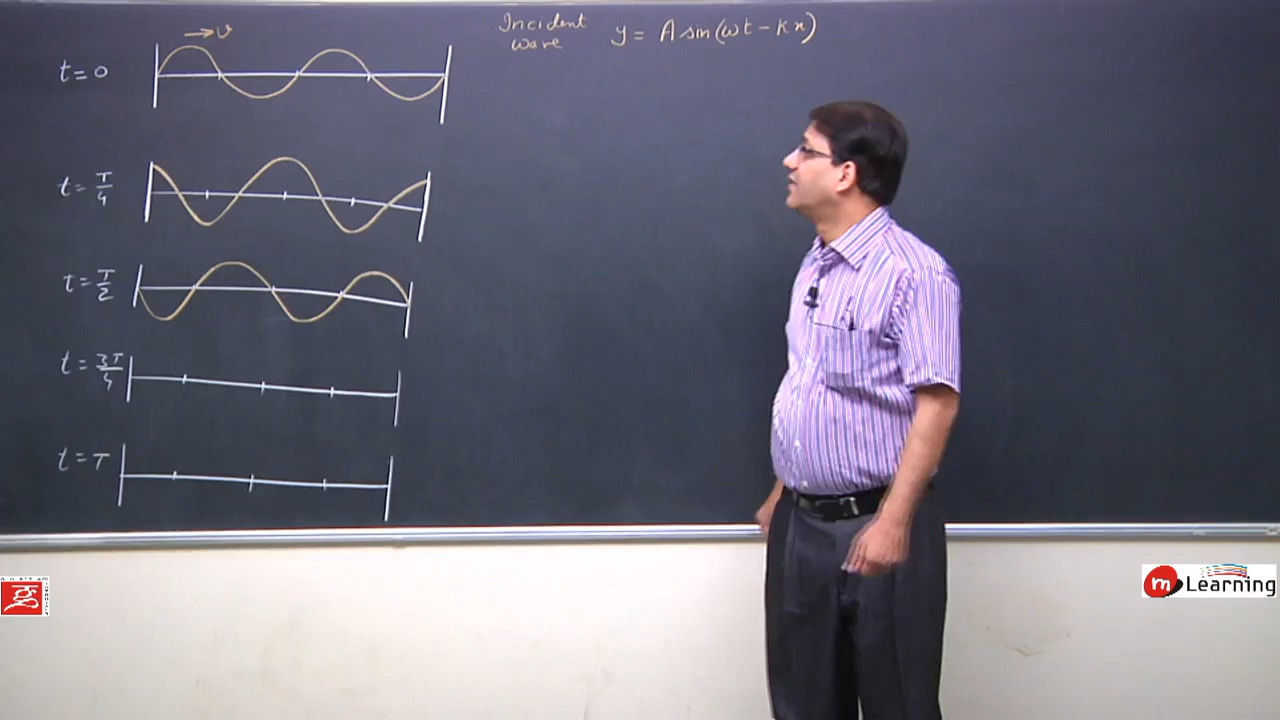 → v
Incident wave y = A sin(ωt − kx)
t = 0
t = T/4
t = T/2
t = 3T/4
t = T
m Learning